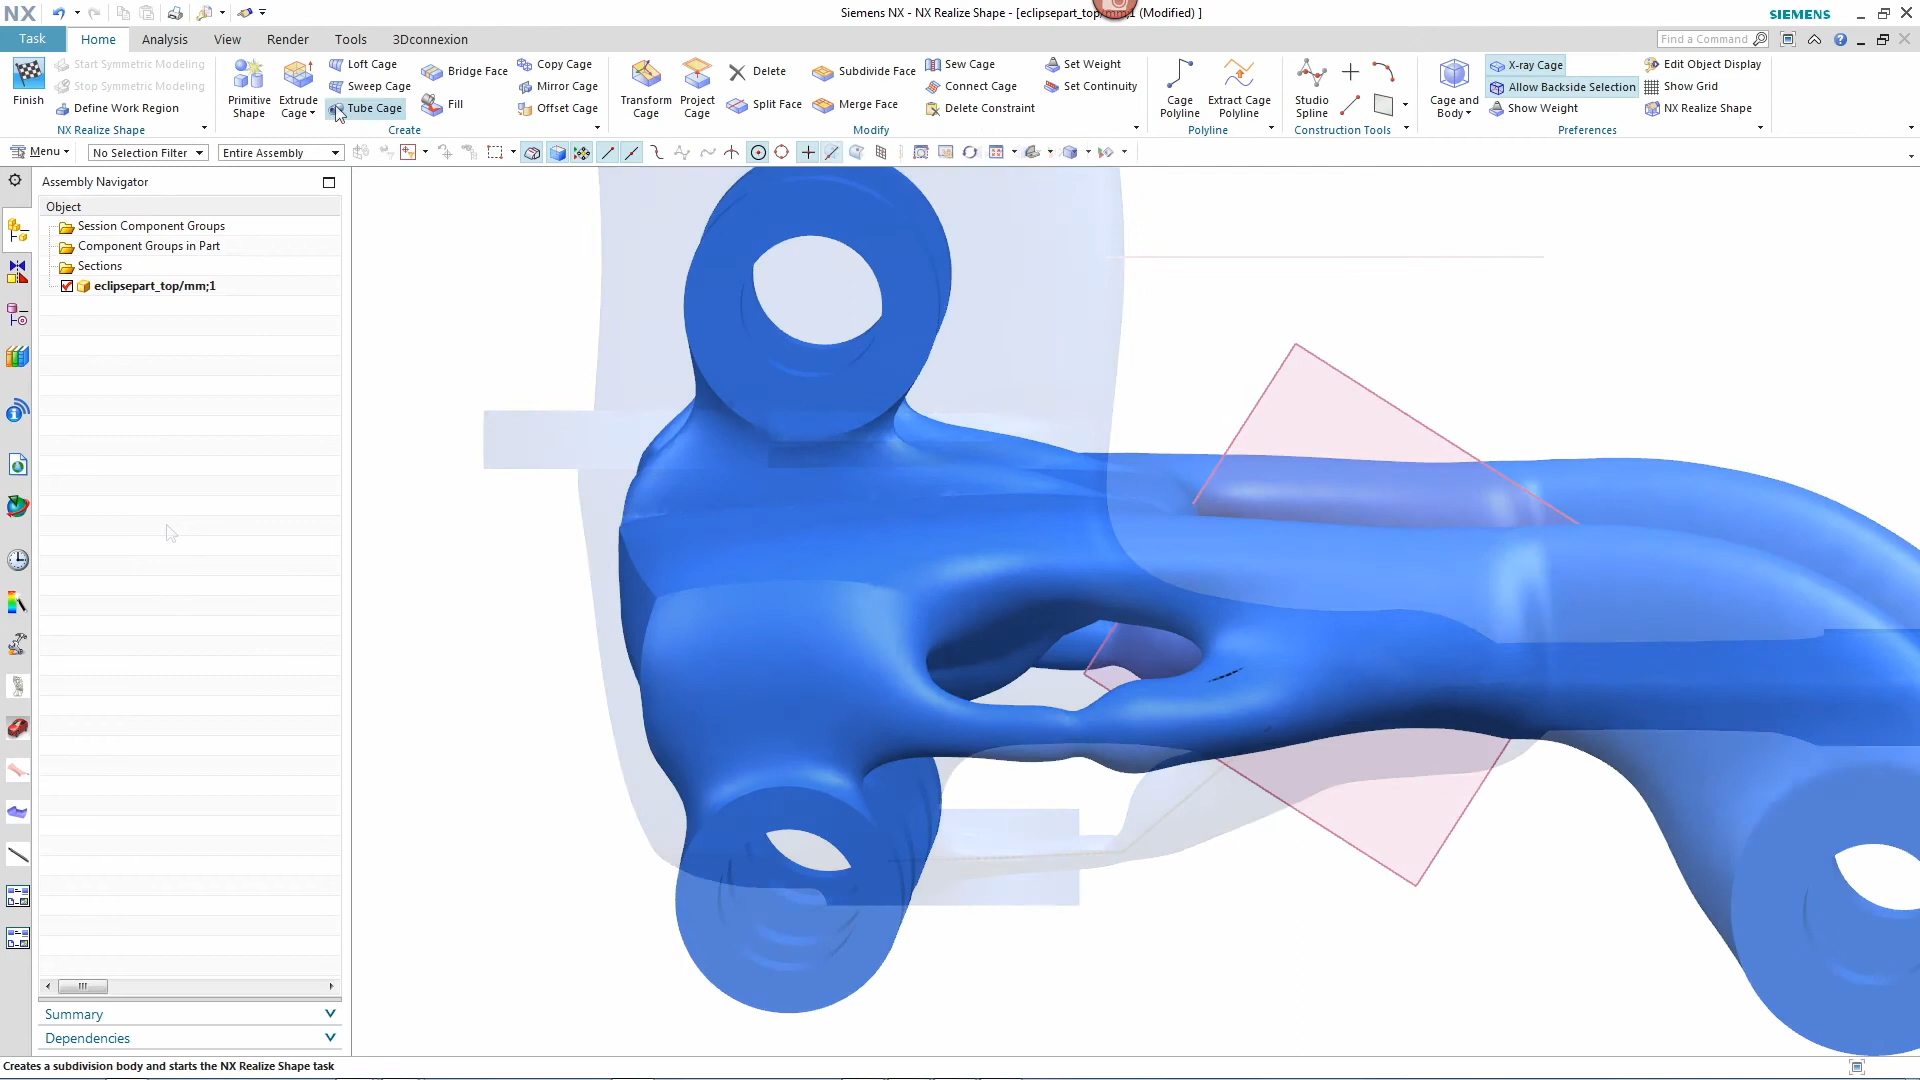 NX
Siemens NX - NX Realize Shape - [eclipsepart_top/mm;1 (Modified) ]
SIEMENS
Task
Home
Analysis
View
Render
Tools
3Dconnexion
Find a Command
Finish
Start Symmetric Modeling
Stop Symmetric Modeling
Define Work Region
NX Realize Shape
Primitive Shape
Extrude Cage
Loft Cage
Sweep Cage
Tube Cage
Bridge Face
Fill
Copy Cage
Mirror Cage
Offset Cage
Create
Transform Cage
Project Cage
Delete
Split Face
Subdivide Face
Merge Face
Sew Cage
Connect Cage
Delete Constraint
Set Weight
Set Continuity
Modify
Cage Polyline
Extract Cage Polyline
Polyline
Studio Spline
Construction Tools
Cage and Body
X-ray Cage
Allow Backside Selection
Show Weight
Edit Object Display
Show Grid
NX Realize Shape
Preferences
Menu
No Selection Filter
Entire Assembly
Assembly Navigator
Object
Session Component Groups
Component Groups in Part
Sections
eclipsepart_top/mm;1
Summary
Dependencies
Creates a subdivision body and starts the NX Realize Shape task